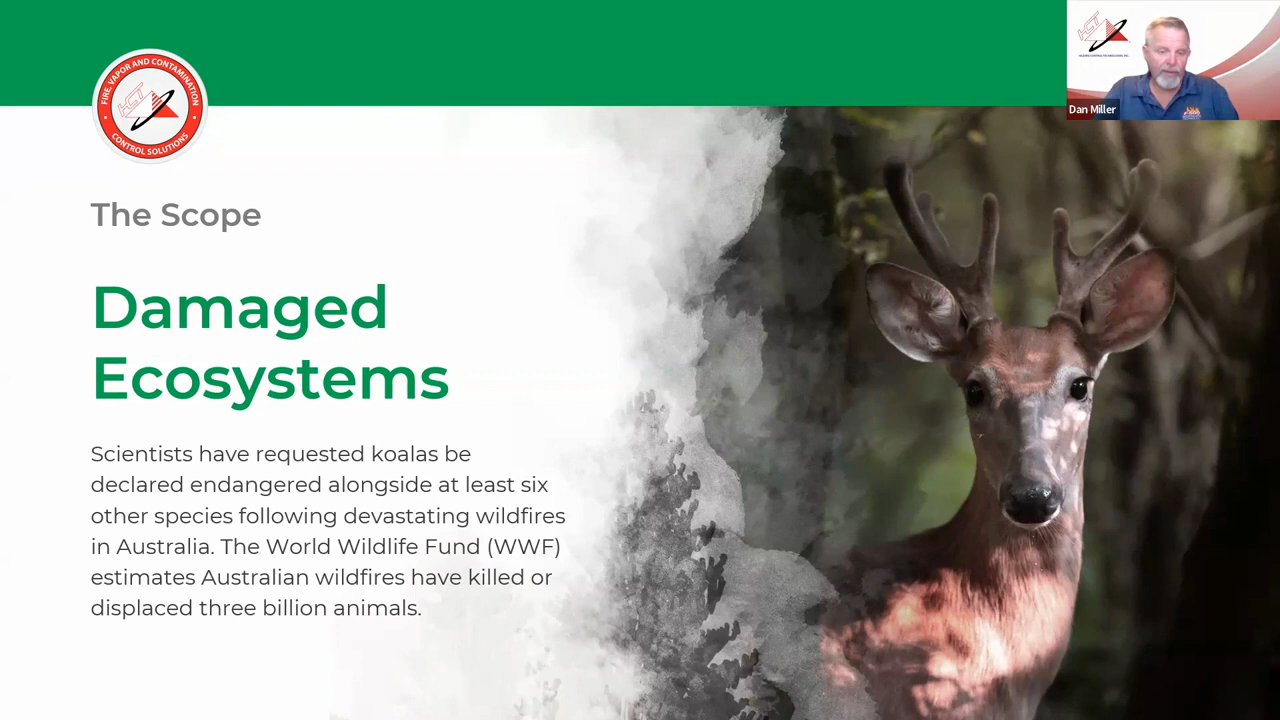 FIRE, VAPOR AND CONTAMINATION
HCT
CONTROL SOLUTIONS
HCT
Dan Miller
The Scope
Damaged
Ecosystems
Scientists have requested koalas be
declared endangered alongside at least six
other species following devastating wildfires
in Australia. The World Wildlife Fund (WWF)
estimates Australian wildfires have killed or
displaced three billion animals.